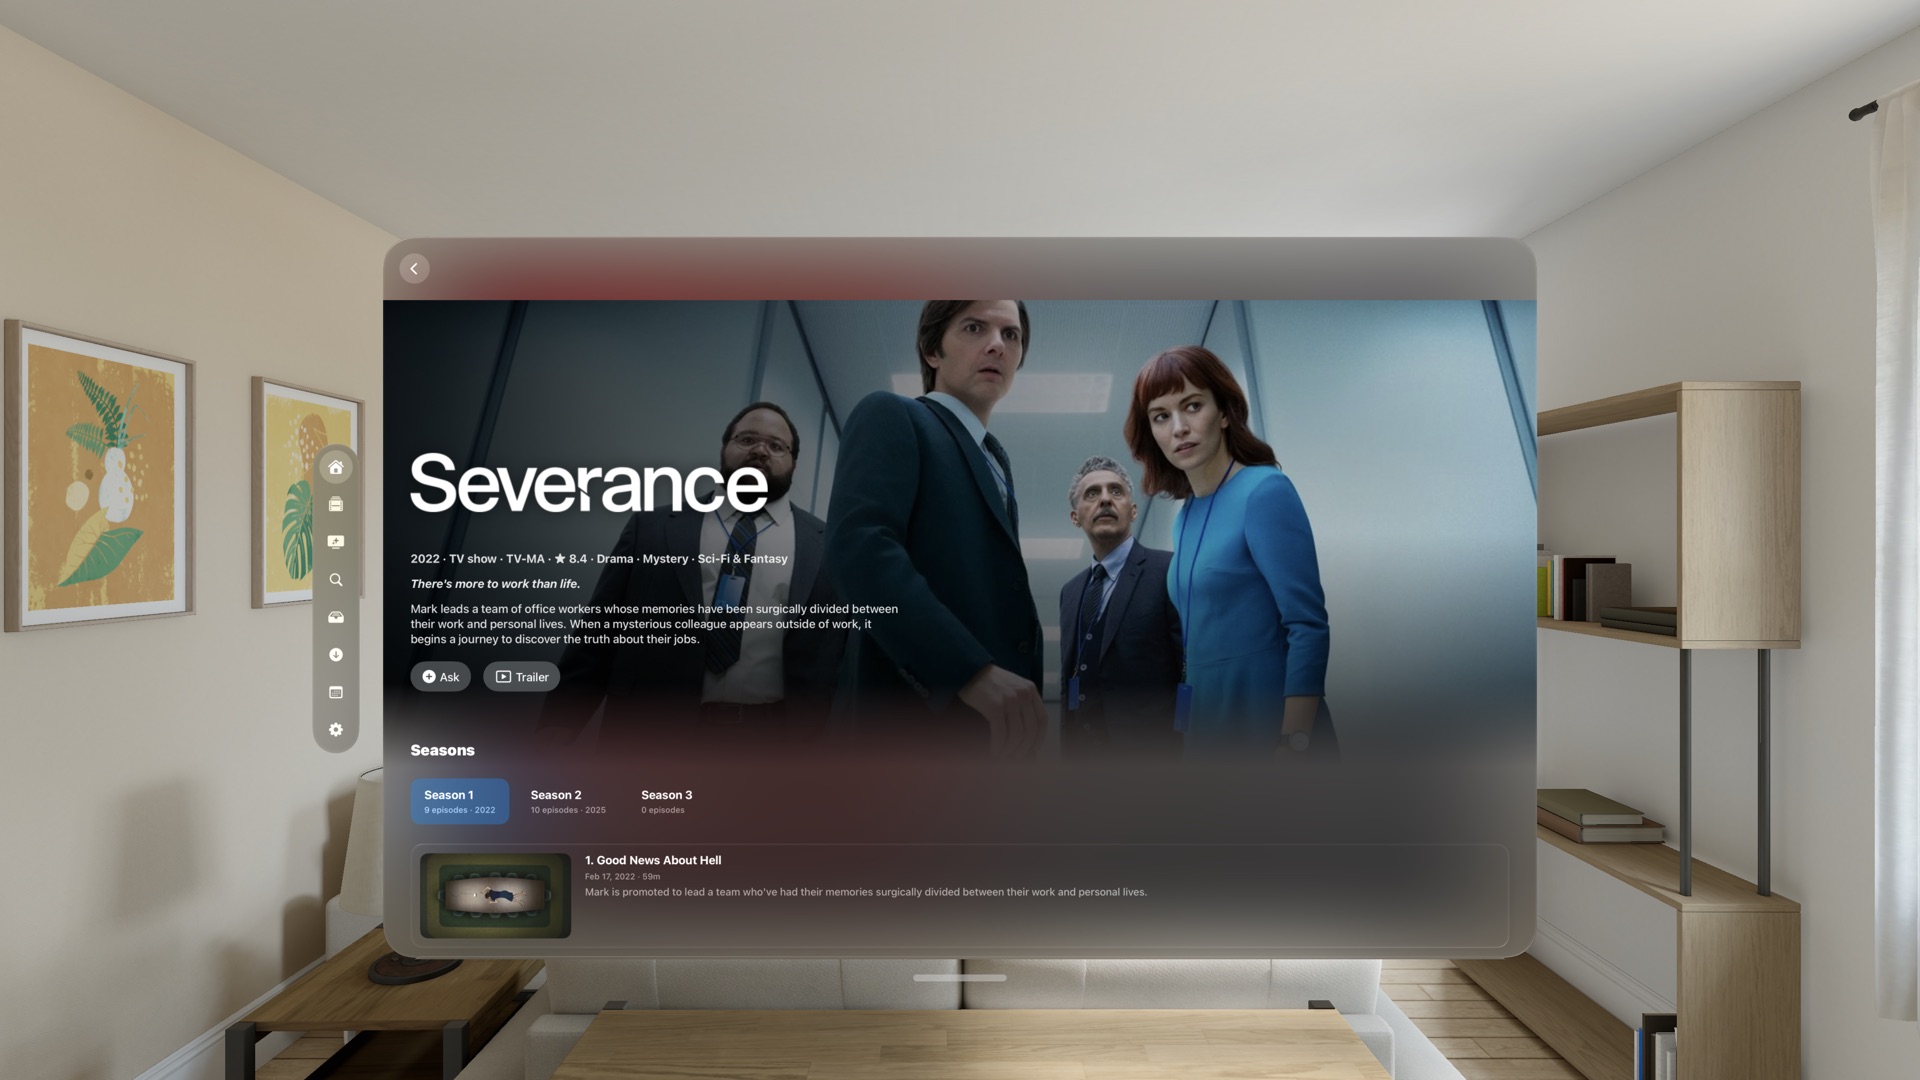 Severance
2022 · TV show · TV-MA · ★ 8.4 · Drama · Mystery · Sci-Fi & Fantasy
There's more to work than life.
Mark leads a team of office workers whose memories have been surgically divided between
their work and personal lives. When a mysterious colleague appears outside of work, it
begins a journey to discover the truth about their jobs.
Ask
Trailer
Seasons
Season 1
9 episodes · 2022
Season 2
10 episodes · 2025
Season 3
0 episodes
1. Good News About Hell
Feb 17, 2022 · 59m
Mark is promoted to lead a team who've had their memories surgically divided between their work and personal lives.